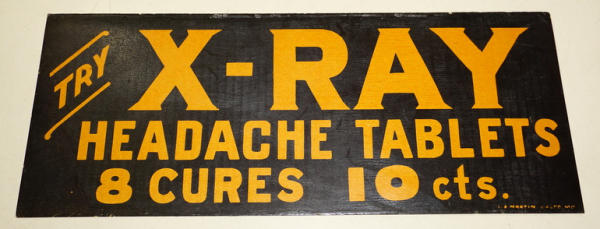 TRY
X-RAY
HEADACHE TABLETS
8 CURES 10 cts.